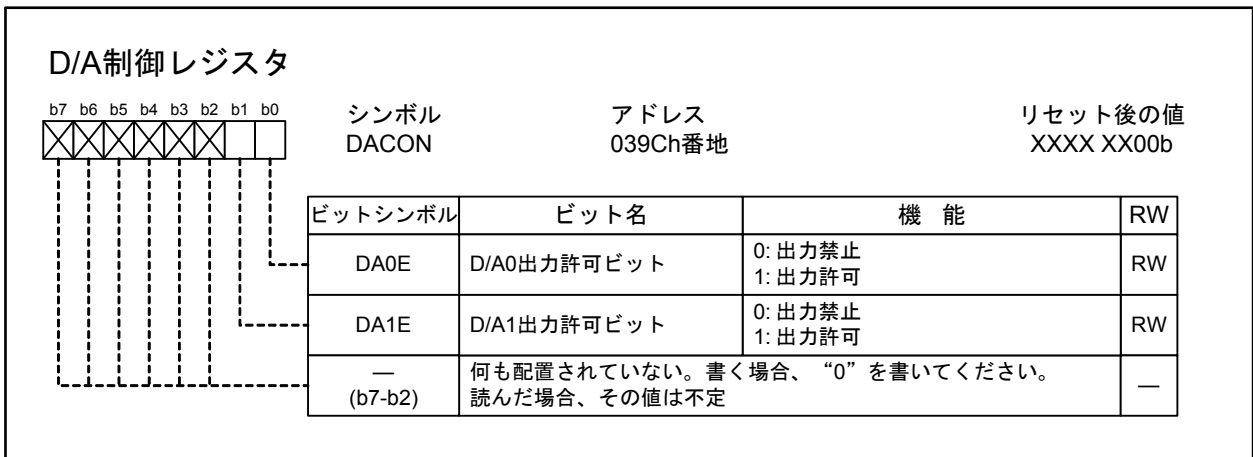 D/A制御レジスタ
b7 b6 b5 b4 b3 b2 b1 b0
シンボル アドレス リセット後の値
DACON 039Ch番地 XXXX XX00b
ビットシンボル ビット名 機 能 RW
DA0E D/A0出力許可ビット 0: 出力禁止 RW
1: 出力許可
DA1E D/A1出力許可ビット 0: 出力禁止 RW
1: 出力許可
— 何も配置されていない。書く場合、“0”を書いてください。 —
(b7-b2) 読んだ場合、その値は不定